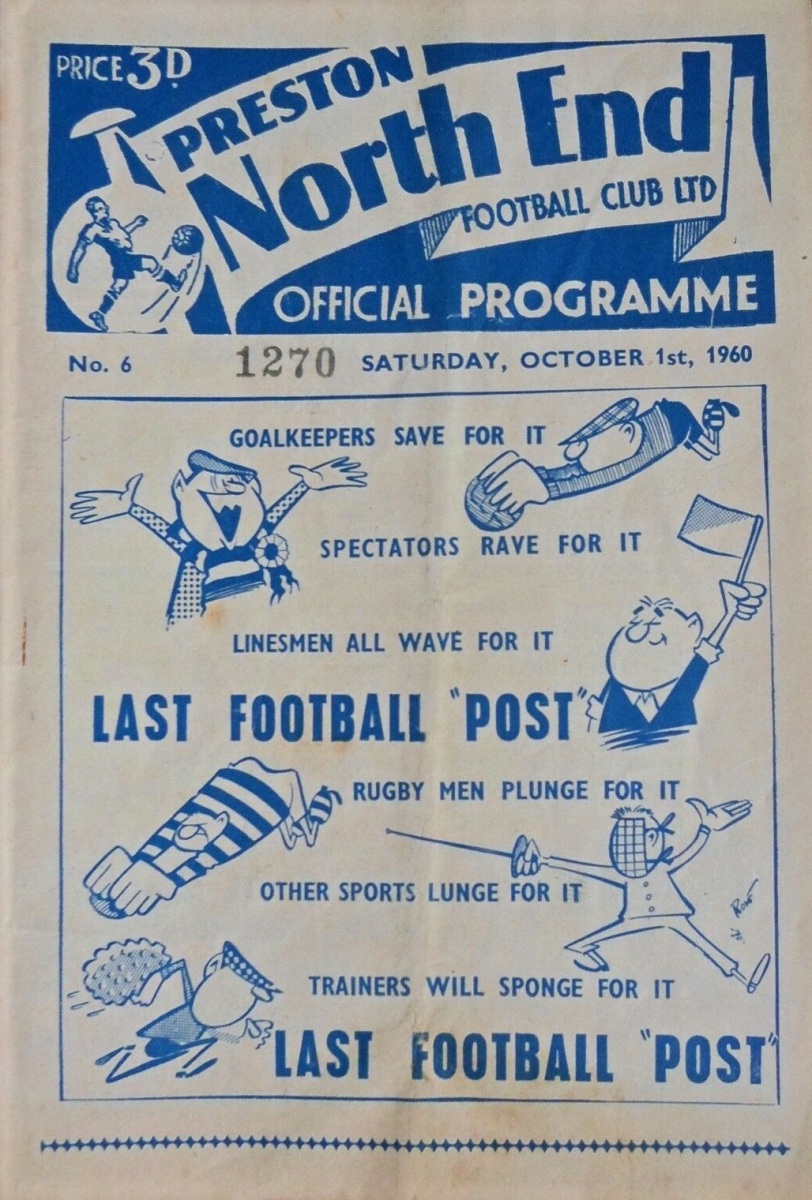 PRICE 3D.
PRESTON
North End
FOOTBALL CLUB LTD
OFFICIAL PROGRAMME
No. 6 1270 SATURDAY, OCTOBER 1st, 1960
GOALKEEPERS SAVE FOR IT
SPECTATORS RAVE FOR IT
LINESMEN ALL WAVE FOR IT
LAST FOOTBALL "POST"
RUGBY MEN PLUNGE FOR IT
OTHER SPORTS LUNGE FOR IT
TRAINERS WILL SPONGE FOR IT
LAST FOOTBALL "POST"